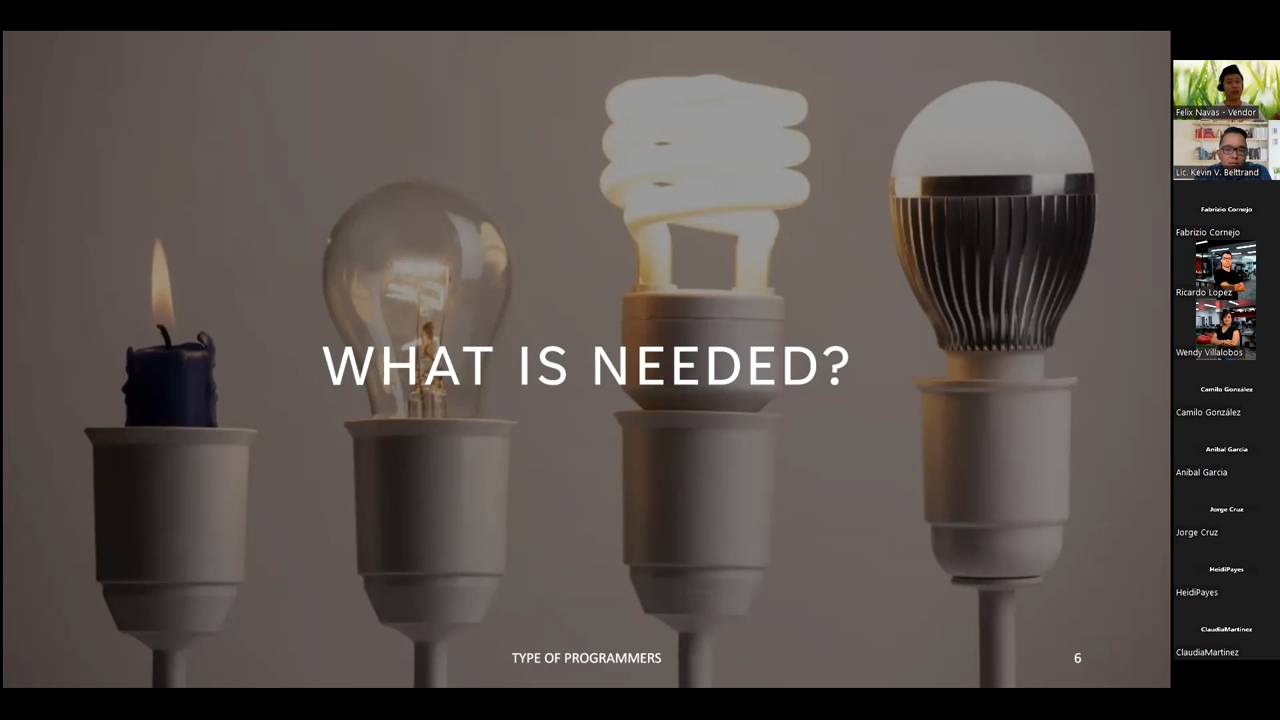 WHAT IS NEEDED?
TYPE OF PROGRAMMERS
6
Felix Navas - Vendor
Lic. Kevin V. Belttrand
Fabrizio Cornejo
Fabrizio Cornejo
Ricardo Lopez
Wendy Villalobos
Camilo González
Camilo González
Anibal Garcia
Anibal Garcia
Jorge Cruz
Jorge Cruz
HeidiPayes
HeidiPayes
ClaudiaMartinez
ClaudiaMartinez